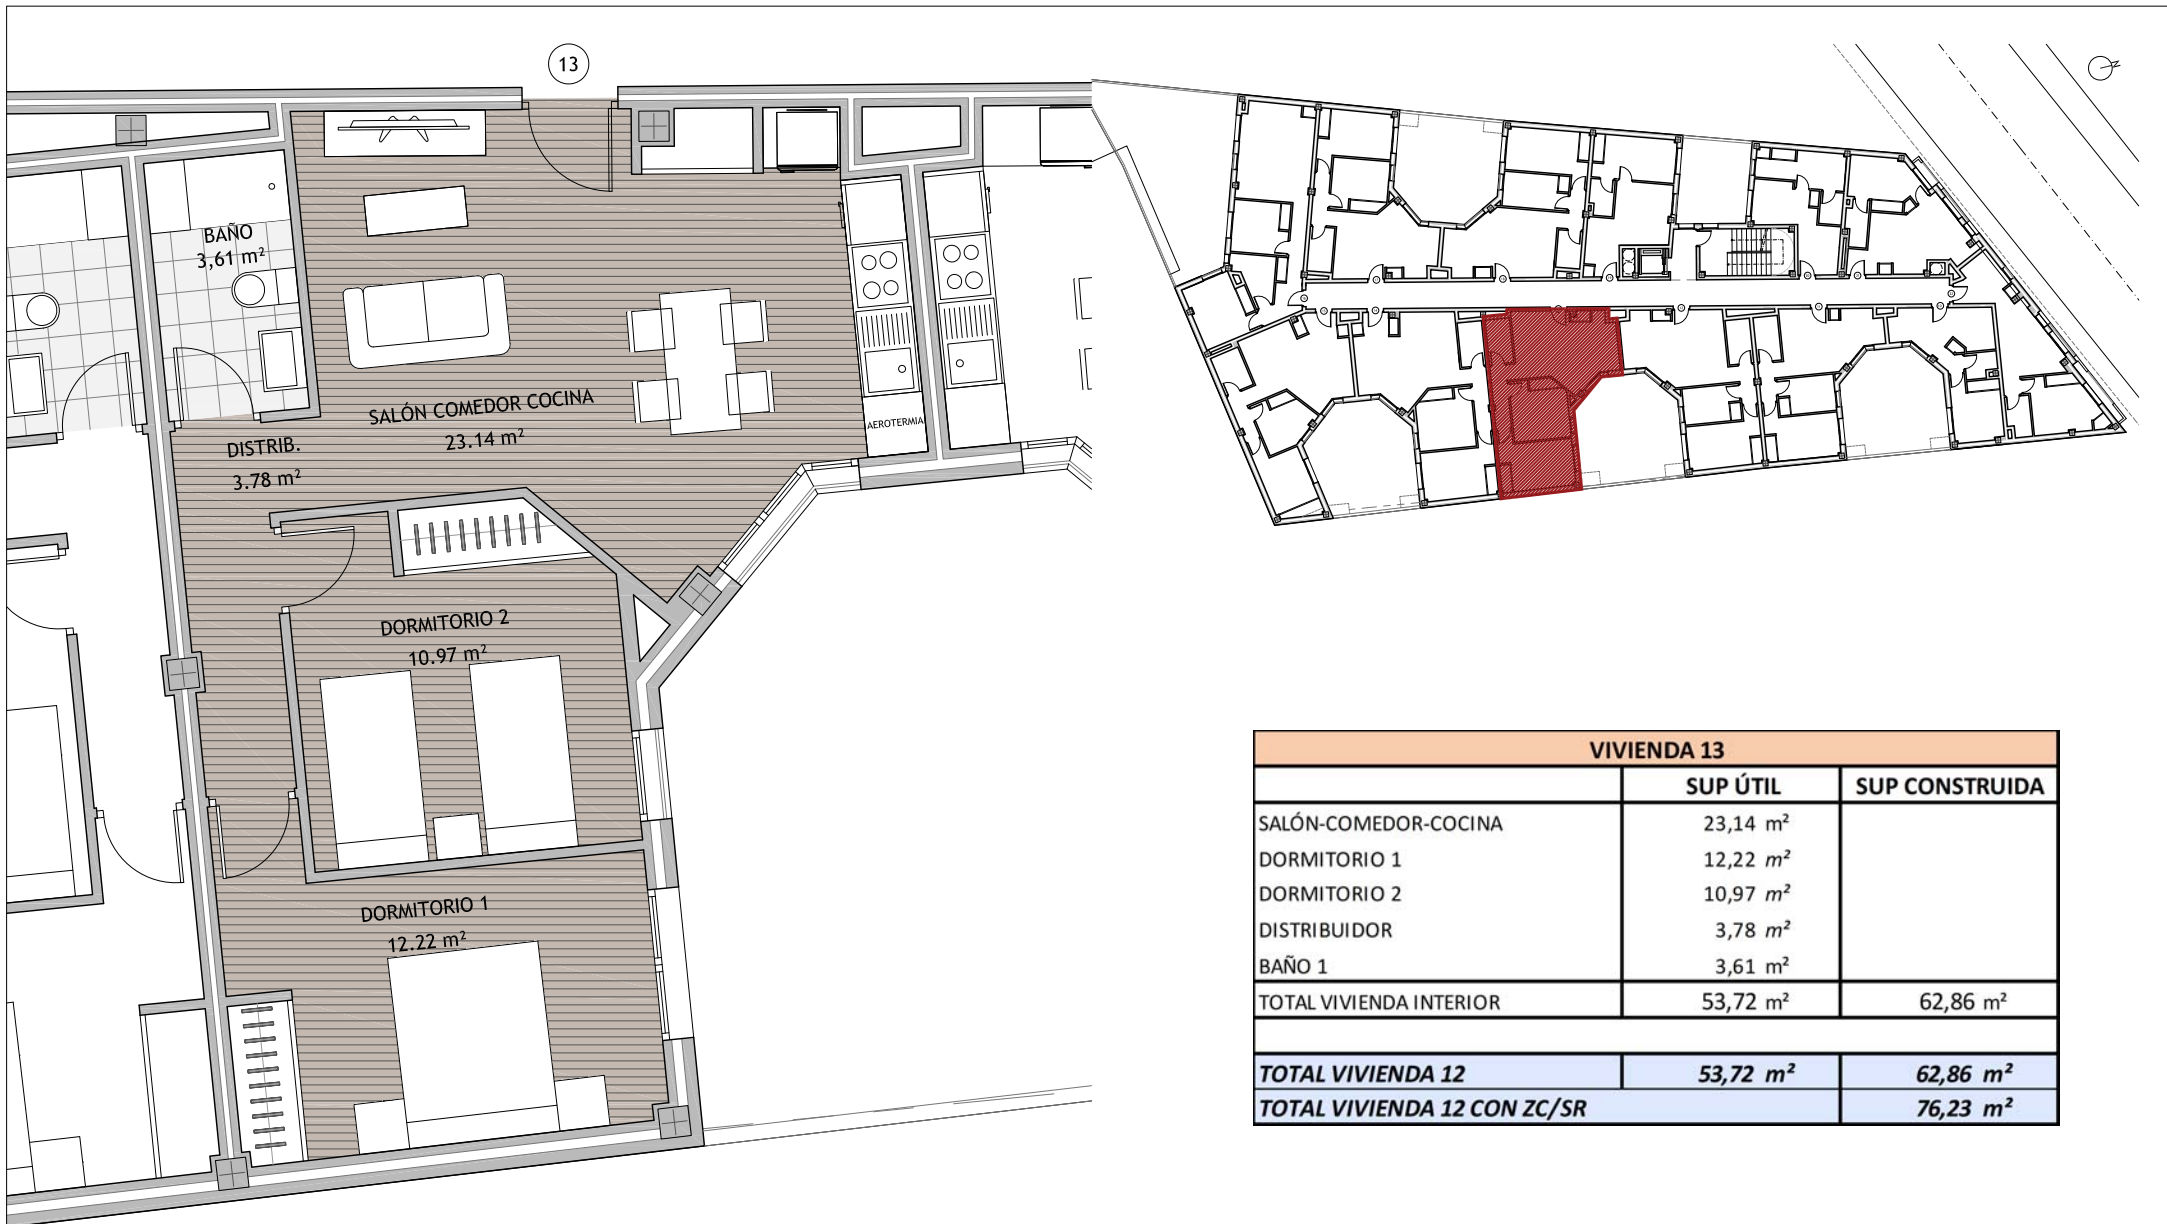 13
N
BAÑO
3,61 m²
SALÓN COMEDOR COCINA
23.14 m²
AEROTERMIA
DISTRIB.
3.78 m²
DORMITORIO 2
10.97 m²
DORMITORIO 1
12.22 m²
VIVIENDA 13
SUP ÚTIL SUP CONSTRUIDA
SALÓN-COMEDOR-COCINA 23,14 m²
DORMITORIO 1 12,22 m²
DORMITORIO 2 10,97 m²
DISTRIBUIDOR 3,78 m²
BAÑO 1 3,61 m²
TOTAL VIVIENDA INTERIOR 53,72 m² 62,86 m²
TOTAL VIVIENDA 12 53,72 m² 62,86 m²
TOTAL VIVIENDA 12 CON ZC/SR 76,23 m²